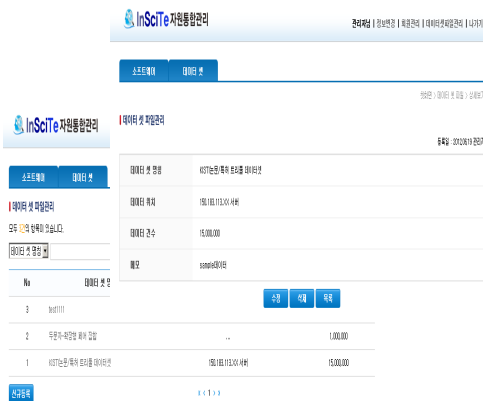 InSciTe 자원통합관리
관리재님 | 정보변경 | 회원관리 | 데이터셋파일관리 | 나가기
소프트웨어 데이터 셋
데이터 셋 파일관리
데이터 셋 명칭 KISTI논문/특허 트리플 데이터셋
데이터 위치 150.183.113.XXX 서버
데이터 건수 15,000,000
메모 sample데이터
수정 삭제 목록
InSciTe 자원통합관리
소프트웨어 데이터 셋
데이터 셋 파일관리
모두 3건의 항목이 있습니다.
데이터 셋 명칭
No 데이터 셋 명
3 test1111
2 ... 1,000,000
1 KISTI논문/특허 트리플 데이터셋 150.183.113.XXX 서버 15,000,000
신규등록
« < 1 > »